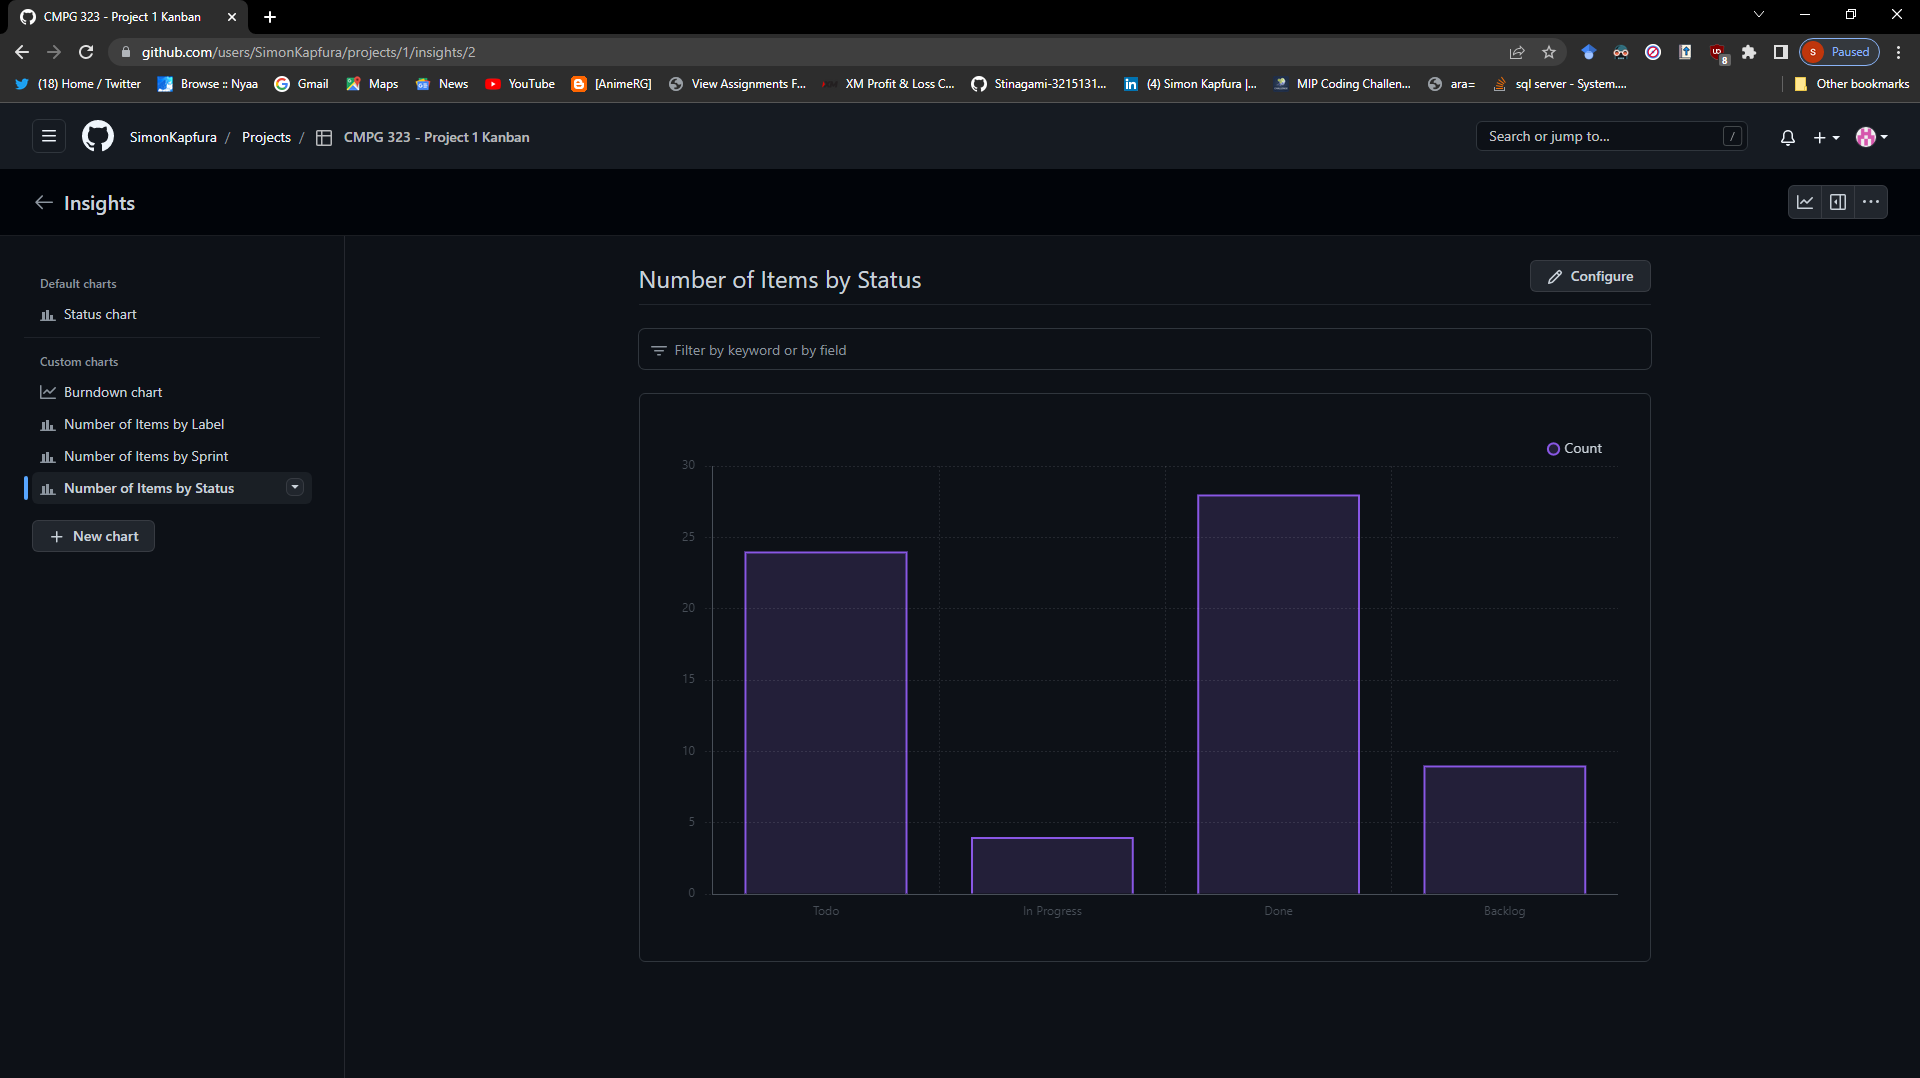 CMPG 323 - Project 1 Kanban
github.com/users/SimonKapfura/projects/1/insights/2
8
S Paused
(18) Home / Twitter Browse :: Nyaa Gmail Maps News YouTube [AnimeRG] View Assignments F... XM Profit & Loss C... Stinagami-3215131... (4) Simon Kapfura |... MIP Coding Challen... ara= sql server - System.... Other bookmarks
SimonKapfura / Projects / CMPG 323 - Project 1 Kanban
Search or jump to... /
Insights
Default charts
Status chart
Custom charts
Burndown chart
Number of Items by Label
Number of Items by Sprint
Number of Items by Status
New chart
Number of Items by Status
Configure
Filter by keyword or by field
Count
30
25
20
15
10
5
0
Todo In Progress Done Backlog